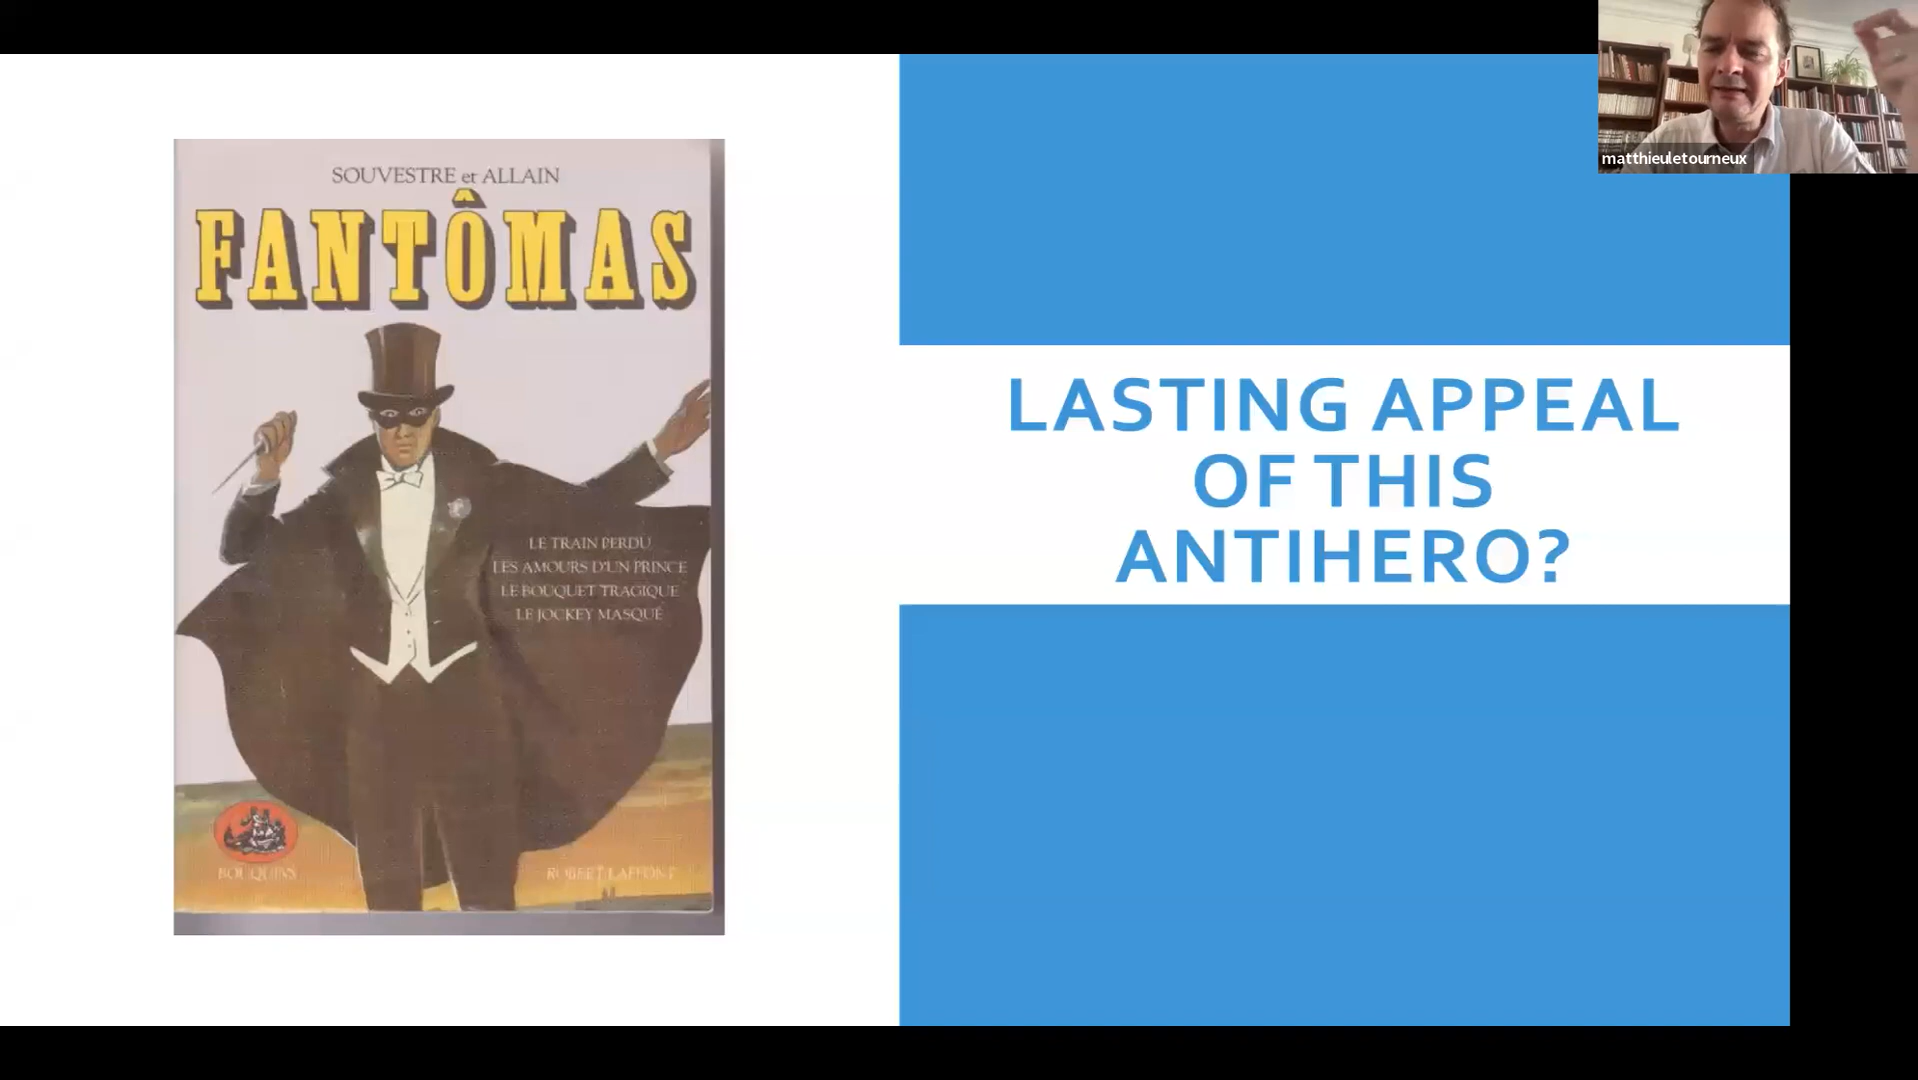 matthieuletourneux
SOUVESTRE et ALLAIN
FANTÔMAS
LE TRAIN PERDU
LES AMOURS D'UN PRINCE
LE BOUQUET TRAGIQUE
LE JOCKEY MASQUÉ
BOUQUINS
ROBERT LAFFONT
LASTING APPEAL
OF THIS
ANTIHERO?